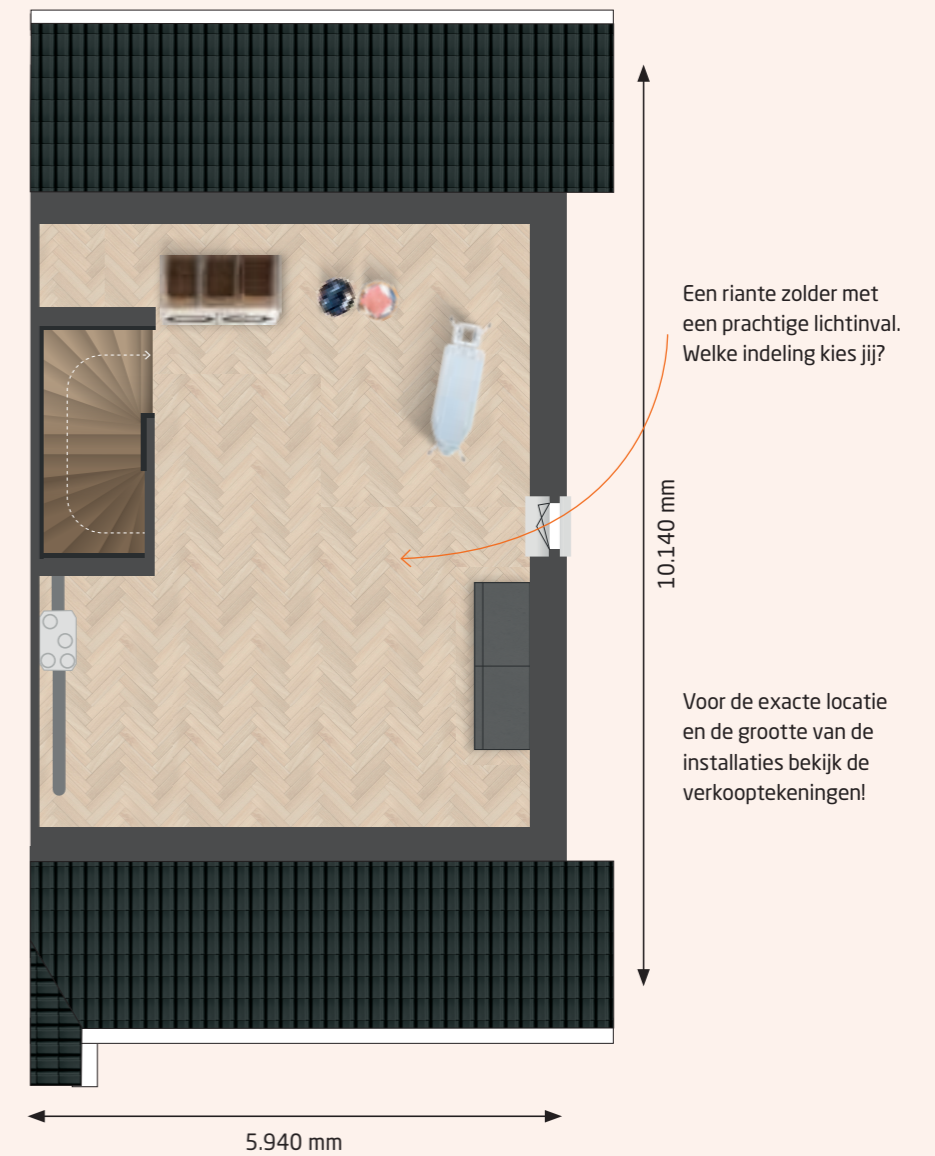 Een riante zolder met
een prachtige lichtinval.
Welke indeling kies jij?
10.140 mm
Voor de exacte locatie
en de grootte van de
installaties bekijk de
verkooptekeningen!
5.940 mm